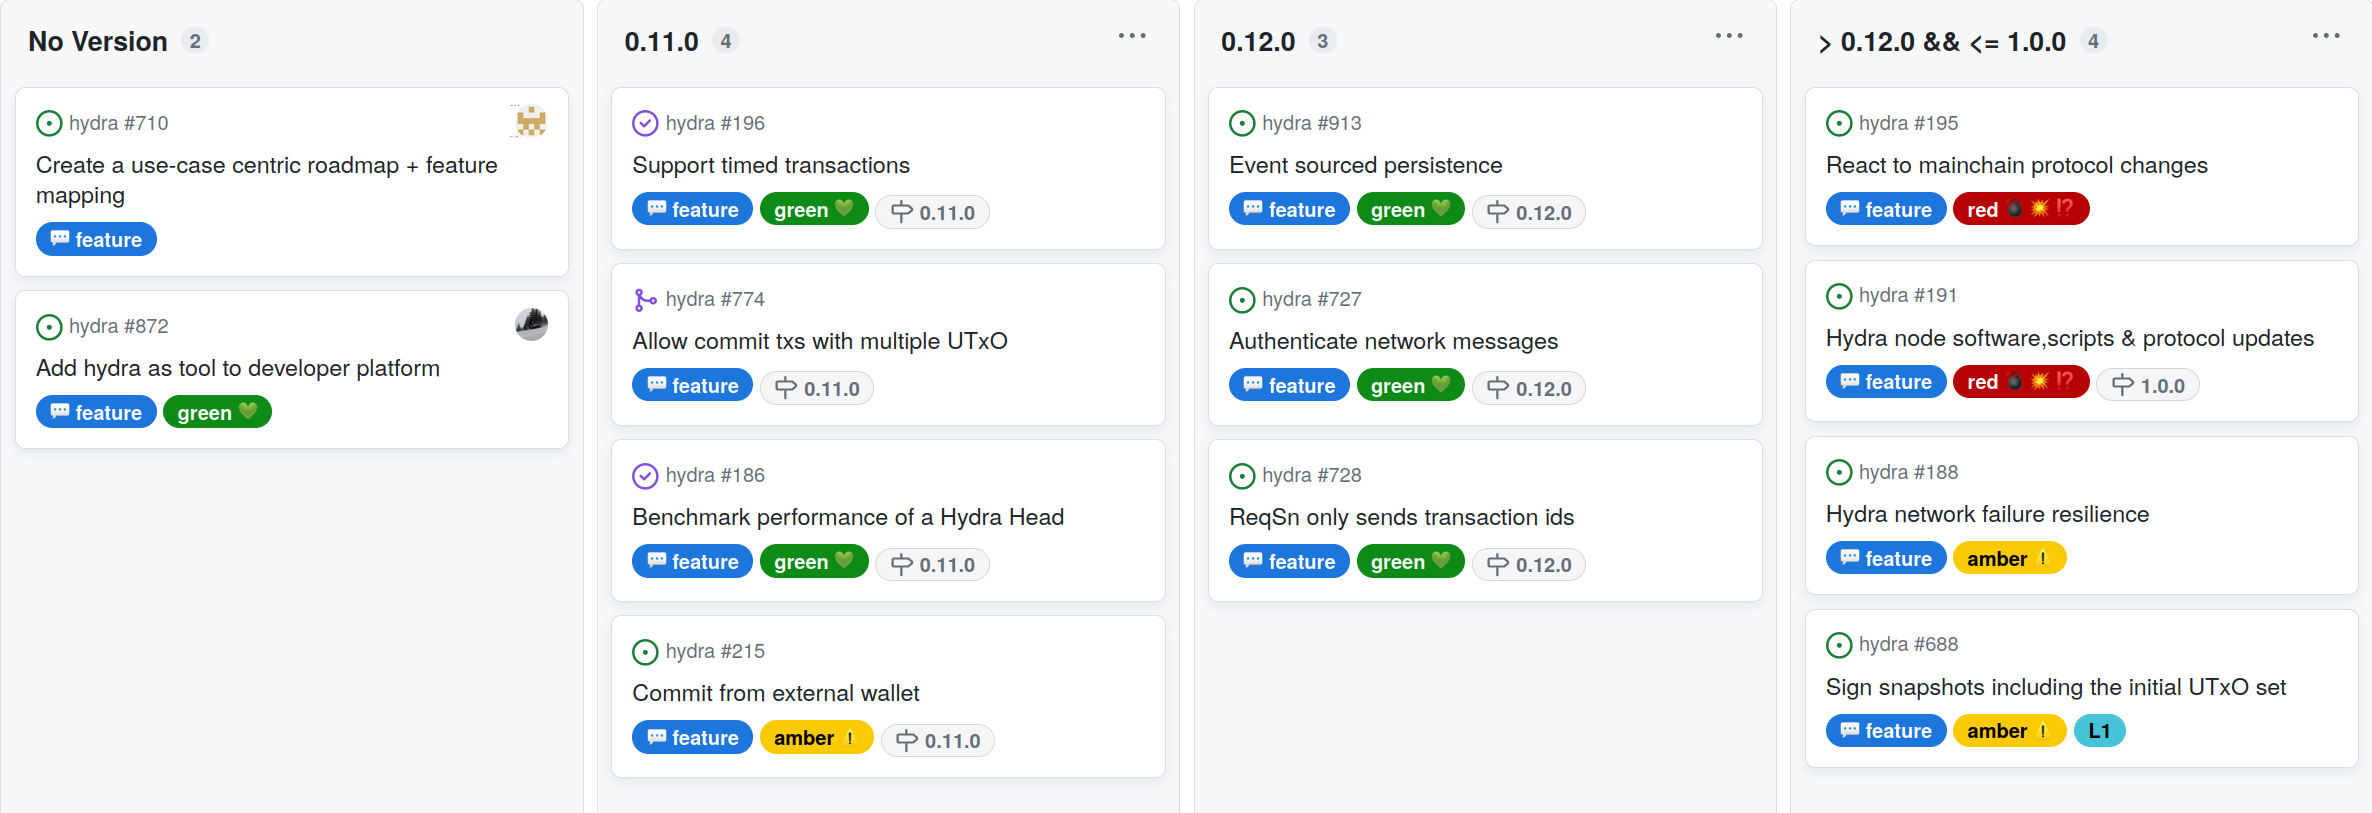 No Version 2
hydra #710
Create a use-case centric roadmap + feature
mapping
💬 feature
hydra #872
Add hydra as tool to developer platform
💬 feature green 💚
0.11.0 4 ...
hydra #196
Support timed transactions
💬 feature green 💚 0.11.0
hydra #774
Allow commit txs with multiple UTxO
💬 feature 0.11.0
hydra #186
Benchmark performance of a Hydra Head
💬 feature green 💚 0.11.0
hydra #215
Commit from external wallet
💬 feature amber ⚠️ 0.11.0
0.12.0 3 ...
hydra #913
Event sourced persistence
💬 feature green 💚 0.12.0
hydra #727
Authenticate network messages
💬 feature green 💚 0.12.0
hydra #728
ReqSn only sends transaction ids
💬 feature green 💚 0.12.0
> 0.12.0 && <= 1.0.0 4 ...
hydra #195
React to mainchain protocol changes
💬 feature red 💣 💥 ⁉️
hydra #191
Hydra node software,scripts & protocol updates
💬 feature red 💣 💥 ⁉️ 1.0.0
hydra #188
Hydra network failure resilience
💬 feature amber ⚠️
hydra #688
Sign snapshots including the initial UTxO set
💬 feature amber ⚠️ L1